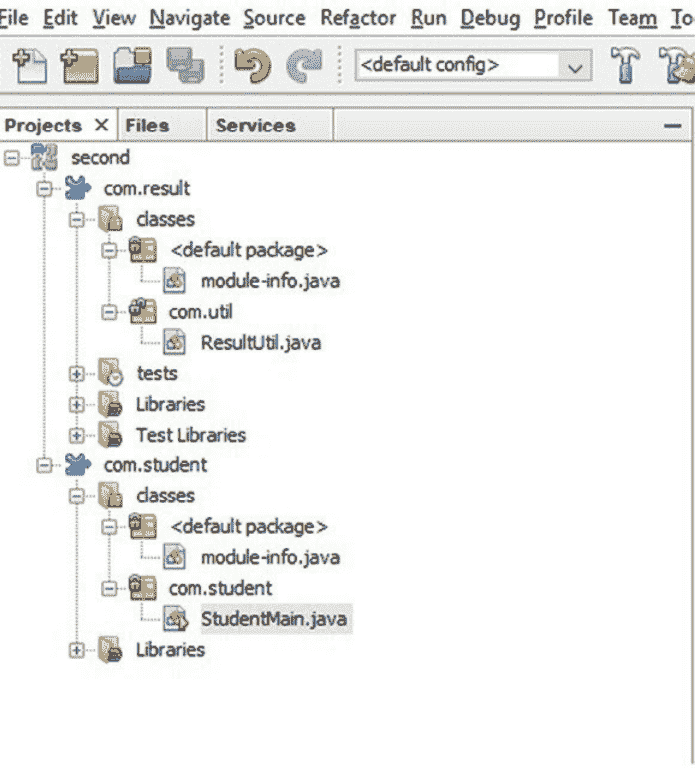 File Edit View Navigate Source Refactor Run Debug Profile Team To
<default config>
Projects Files Services
second
com.result
classes
<default package>
module-info.java
com.util
ResultUtil.java
tests
Libraries
Test Libraries
com.student
classes
<default package>
module-info.java
com.student
StudentMain.java
Libraries